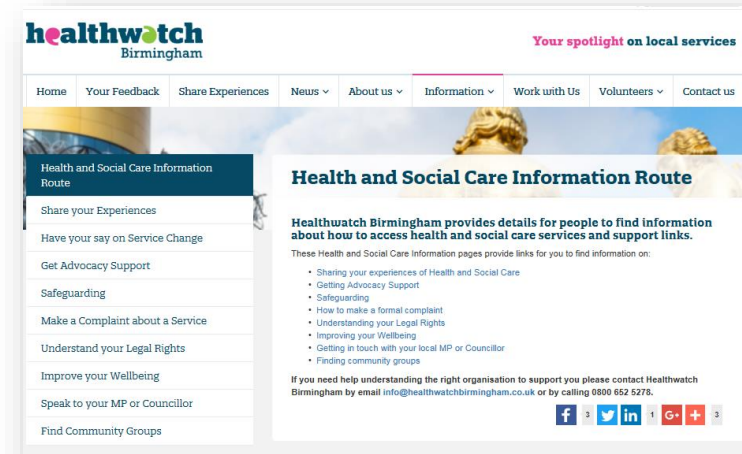 healthwatch
Birmingham
Your spotlight on local services
Home
Your Feedback
Share Experiences
News
About us
Information
Work with Us
Volunteers
Contact us
Health and Social Care Information
Route
Share your Experiences
Have your say on Service Change
Get Advocacy Support
Safeguarding
Make a Complaint about a Service
Understand your Legal Rights
Improve your Wellbeing
Speak to your MP or Councillor
Find Community Groups
Health and Social Care Information Route
Healthwatch Birmingham provides details for people to find information
about how to access health and social care services and support links.
These Health and Social Care Information pages provide links for you to find information on:
• Sharing your experiences of Health and Social Care
• Getting Advocacy Support
• Safeguarding
• How to make a formal complaint
• Understanding your Legal Rights
• Improving your Wellbeing
• Getting in touch with your local MP or Councillor
• Finding community groups
If you need help understanding the right organisation to support you please contact Healthwatch
Birmingham by email info@healthwatchbirmingham.co.uk or by calling 0800 652 5278.
f 3 in 1 G+ + 3